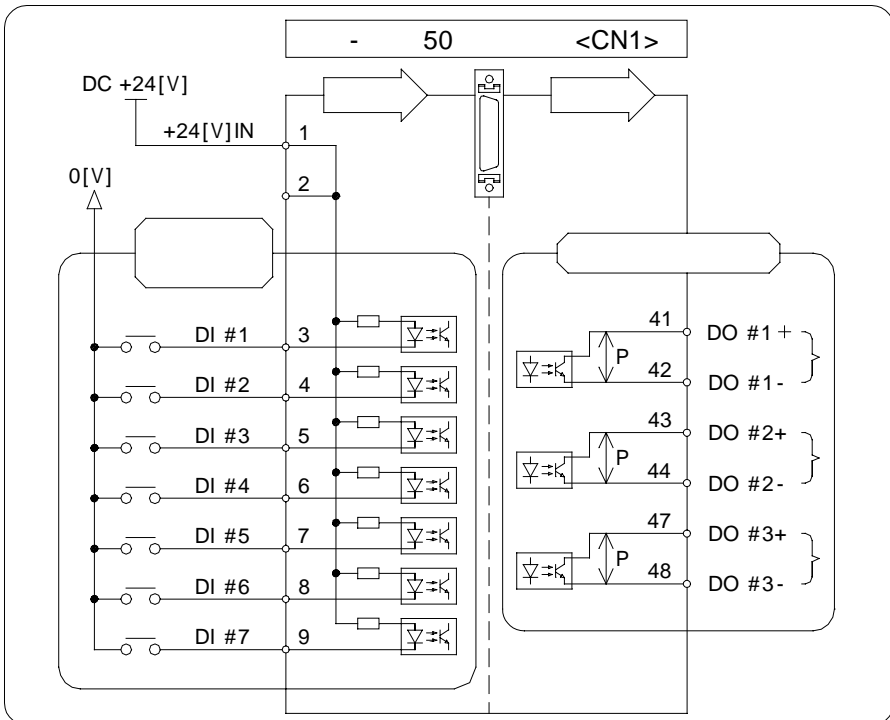 - 50 <CN1>
DC +24[V]
+24[V]IN 1
0[V] 2
DI #1 3
DI #2 4
DI #3 5
DI #4 6
DI #5 7
DI #6 8
DI #7 9
41 DO #1+
P
42 DO #1-
43 DO #2+
P
44 DO #2-
47 DO #3+
P
48 DO #3-